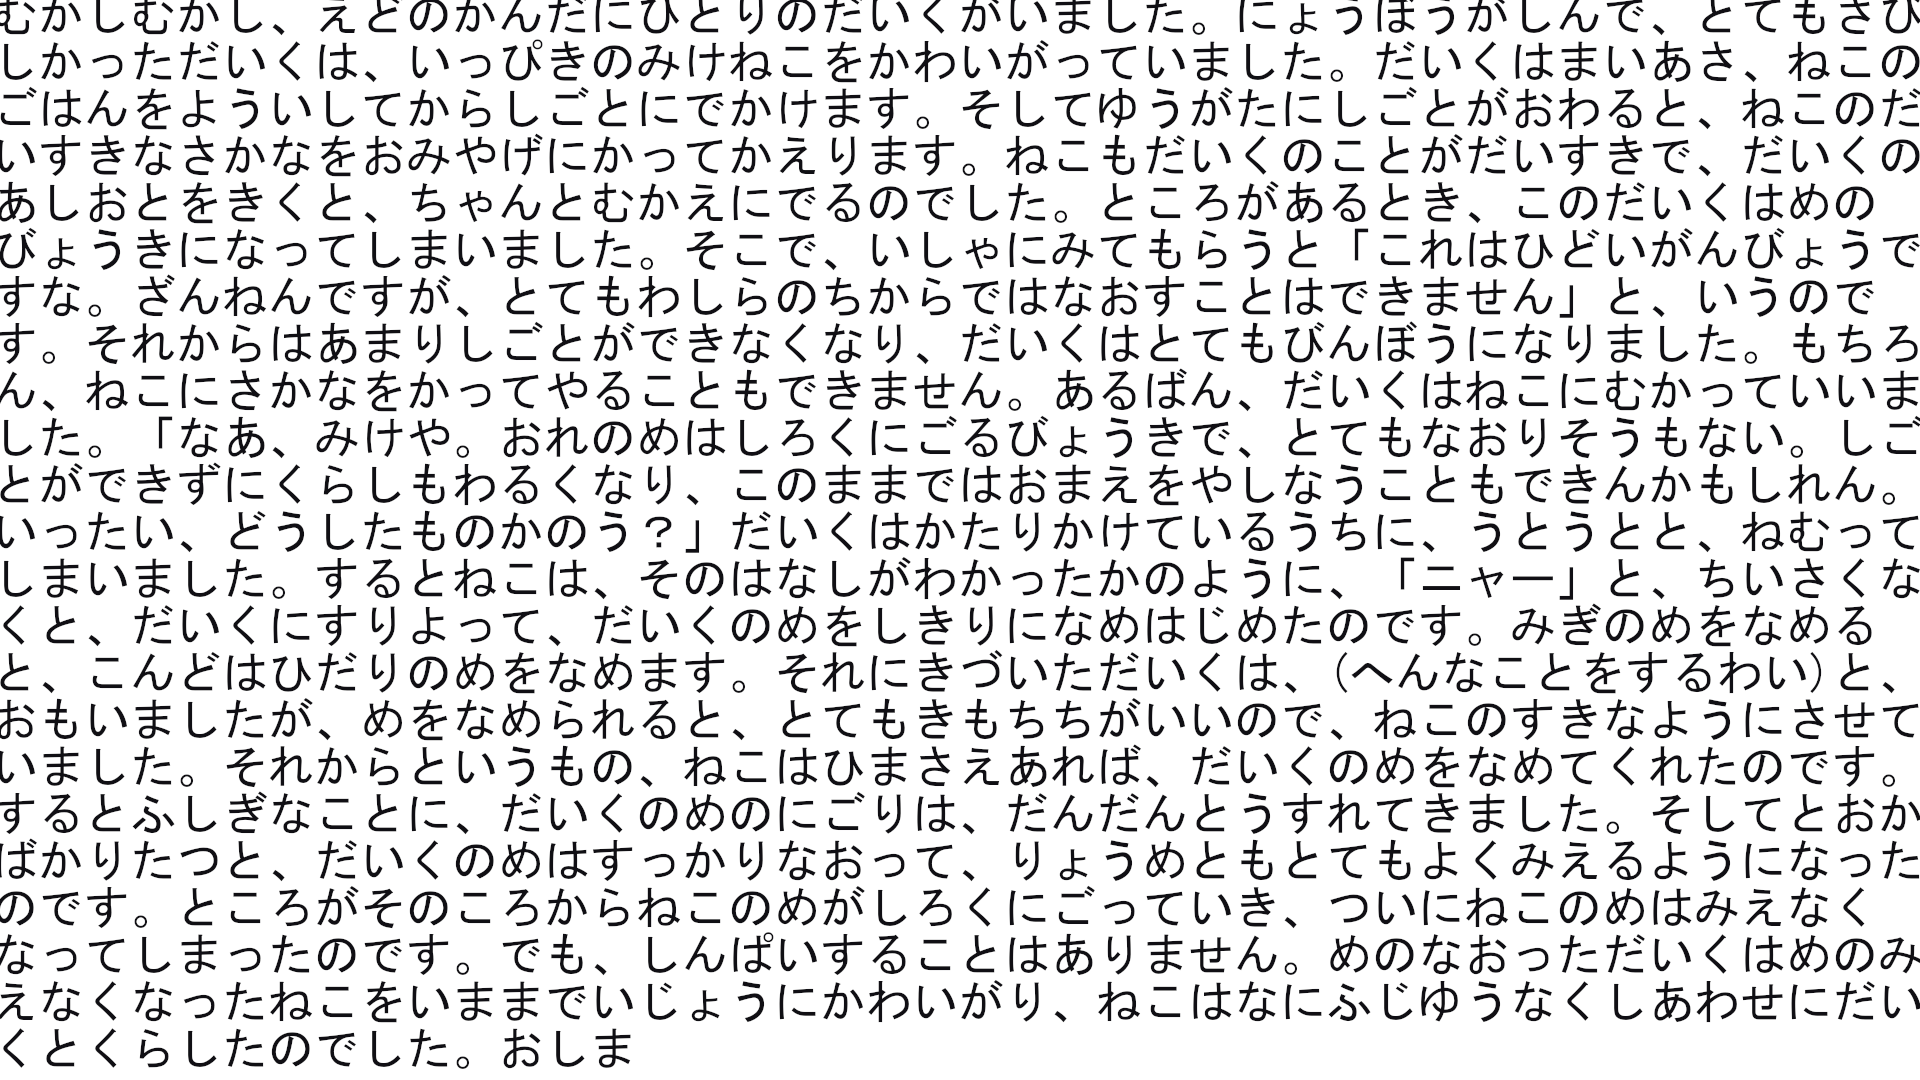 むかしむかし、えどのかんだにひとりのだいくがいました。にょうぼうがしんで、とてもさび
しかっただいくは、いっぴきのみけねこをかわいがっていました。だいくはまいあさ、ねこの
ごはんをよういしてからしごとにでかけます。そしてゆうがたにしごとがおわると、ねこのだ
いすきなさかなをおみやげにかってかえります。ねこもだいくのことがだいすきで、だいくの
あしおとをきくと、ちゃんとむかえにでるのでした。ところがあるとき、このだいくはめの
びょうきになってしまいました。そこで、いしゃにみてもらうと「これはひどいがんびょうで
すな。ざんねんですが、とてもわしらのちからではなおすことはできません」と、いうので
す。それからはあまりしごとができなくなり、だいくはとてもびんぼうになりました。もちろ
ん、ねこにさかなをかってやることもできません。あるばん、だいくはねこにむかっていいま
した。「なあ、みけや。おれのめはしろくにごるびょうきで、とてもなおりそうもない。しご
とができずにくらしもわるくなり、このままではおまえをやしなうこともできんかもしれん。
いったい、どうしたものかのう？」だいくはかたりかけているうちに、うとうとと、ねむって
しまいました。するとねこは、そのはなしがわかったかのように、「ニャー」と、ちいさくな
くと、だいくにすりよって、だいくのめをしきりになめはじめたのです。みぎのめをなめる
と、こんどはひだりのめをなめます。それにきづいただいくは、(へんなことをするわい)と、
おもいましたが、めをなめられると、とてもきもちちがいいので、ねこのすきなようにさせて
いました。それからというもの、ねこはひまさえあれば、だいくのめをなめてくれたのです。
するとふしぎなことに、だいくのめのにごりは、だんだんとうすれてきました。そしてとおか
ばかりたつと、だいくのめはすっかりなおって、りょうめともとてもよくみえるようになった
のです。ところがそのころからねこのめがしろくにごっていき、ついにねこのめはみえなく
なってしまったのです。でも、しんぱいすることはありません。めのなおっただいくはめのみ
えなくなったねこをいままでいじょうにかわいがり、ねこはなにふじゆうなくしあわせにだい
くとくらしたのでした。おしま